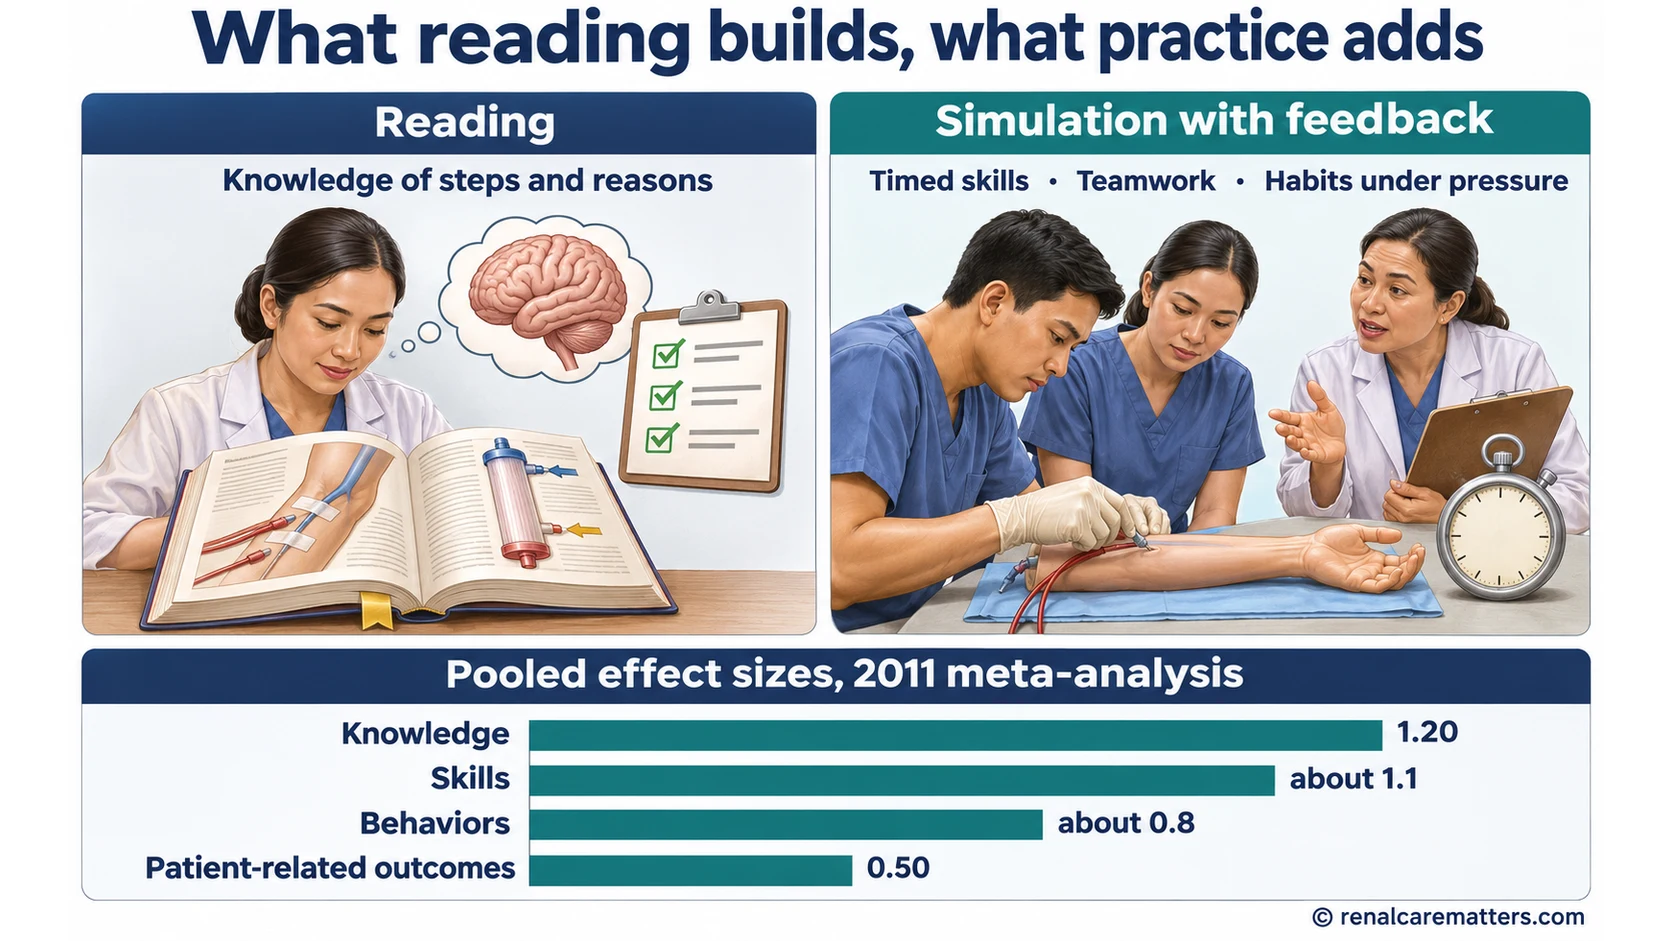 What reading builds, what practice adds
Reading
Knowledge of steps and reasons
Simulation with feedback
Timed skills • Teamwork • Habits under pressure
Pooled effect sizes, 2011 meta-analysis
Knowledge 1.20
Skills about 1.1
Behaviors about 0.8
Patient-related outcomes 0.50
© renalcarematters.com